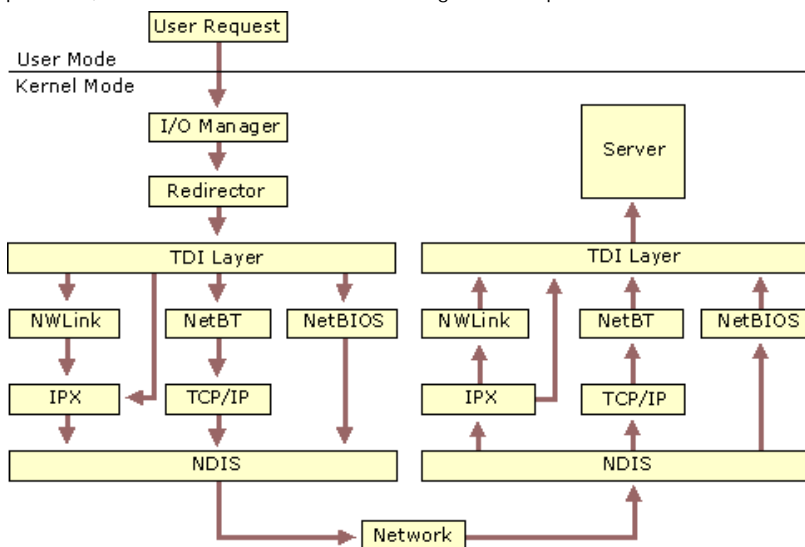 User Request
User Mode
Kernel Mode
I/O Manager
Server
Redirector
TDI Layer
TDI Layer
NWLink
NetBT
NetBIOS
NWLink
NetBT
NetBIOS
IPX
TCP/IP
IPX
TCP/IP
NDIS
NDIS
Network